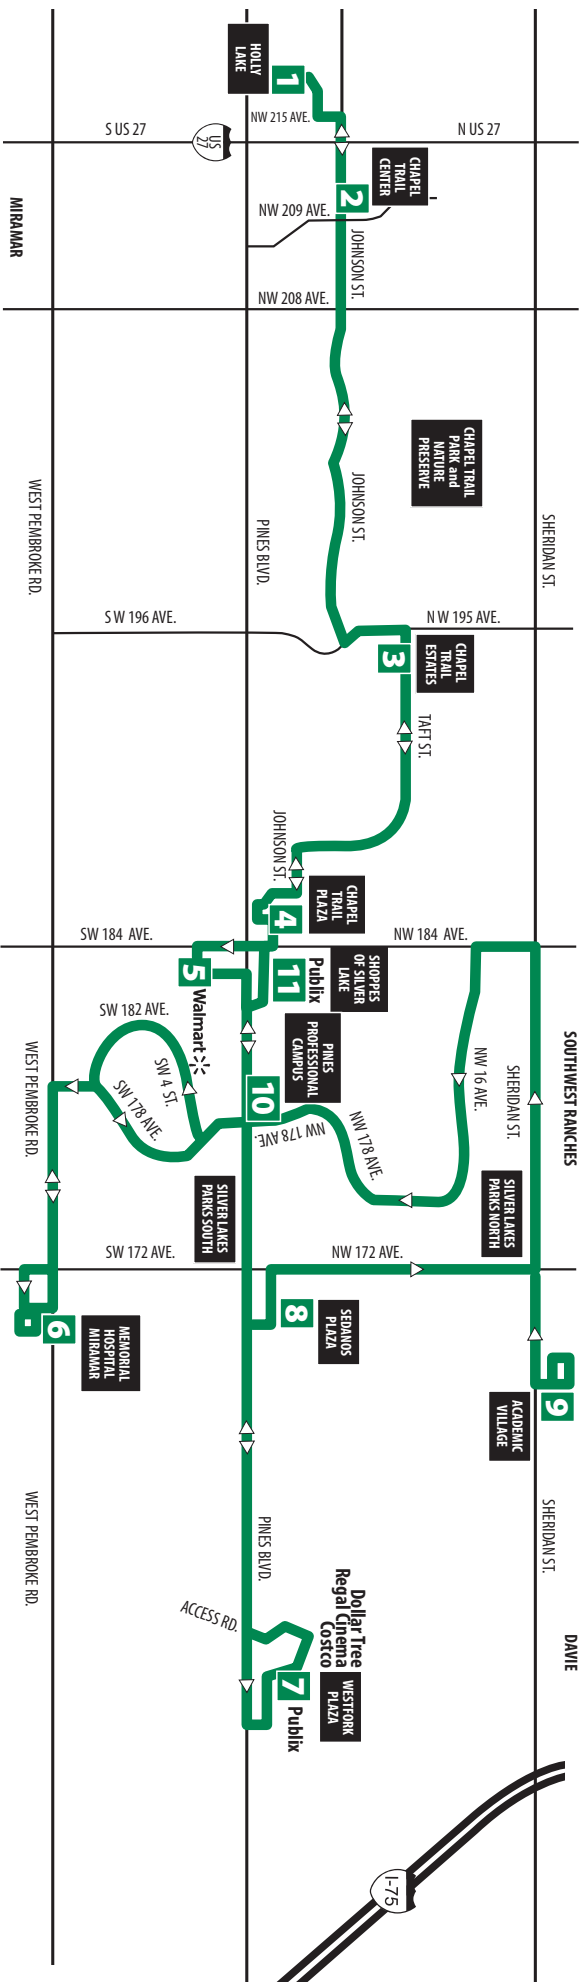 HOLLY
LAKE
1
NW 215 AVE.
S US 27
US
27
N US 27
MIRAMAR
CHAPEL
TRAIL
CENTER
2
NW 209 AVE.
JOHNSON ST.
NW 208 AVE.
CHAPEL TRAIL
PARK and
NATURE
PRESERVE
WEST PEMBROKE RD.
PINES BLVD.
JOHNSON ST.
SHERIDAN ST.
SW 196 AVE.
NW 195 AVE.
3
CHAPEL
TRAIL
ESTATES
TAFT ST.
JOHNSON ST.
CHAPEL
TRAIL
PLAZA
4
SW 184 AVE.
NW 184 AVE.
5
Walmart
11
Publix
SHOPPES
OF SILVER
LAKE
SW 182 AVE.
SW 4 ST.
SW 178 AVE.
WEST PEMBROKE RD.
PINES
PROFESSIONAL
CAMPUS
10
NW 178 AVE.
NW 178 AVE.
NW 16 AVE.
SHERIDAN ST.
SOUTHWEST RANCHES
SILVER LAKES
PARKS SOUTH
SILVER LAKES
PARKS NORTH
SW 172 AVE.
NW 172 AVE.
6
MEMORIAL
HOSPITAL
MIRAMAR
8
SEDANOS
PLAZA
9
ACADEMIC
VILLAGE
WEST PEMBROKE RD.
PINES BLVD.
SHERIDAN ST.
ACCESS RD.
Dollar Tree
Regal Cinema
Costco
7
Publix
WESTFORK
PLAZA
DAVIE
I-75